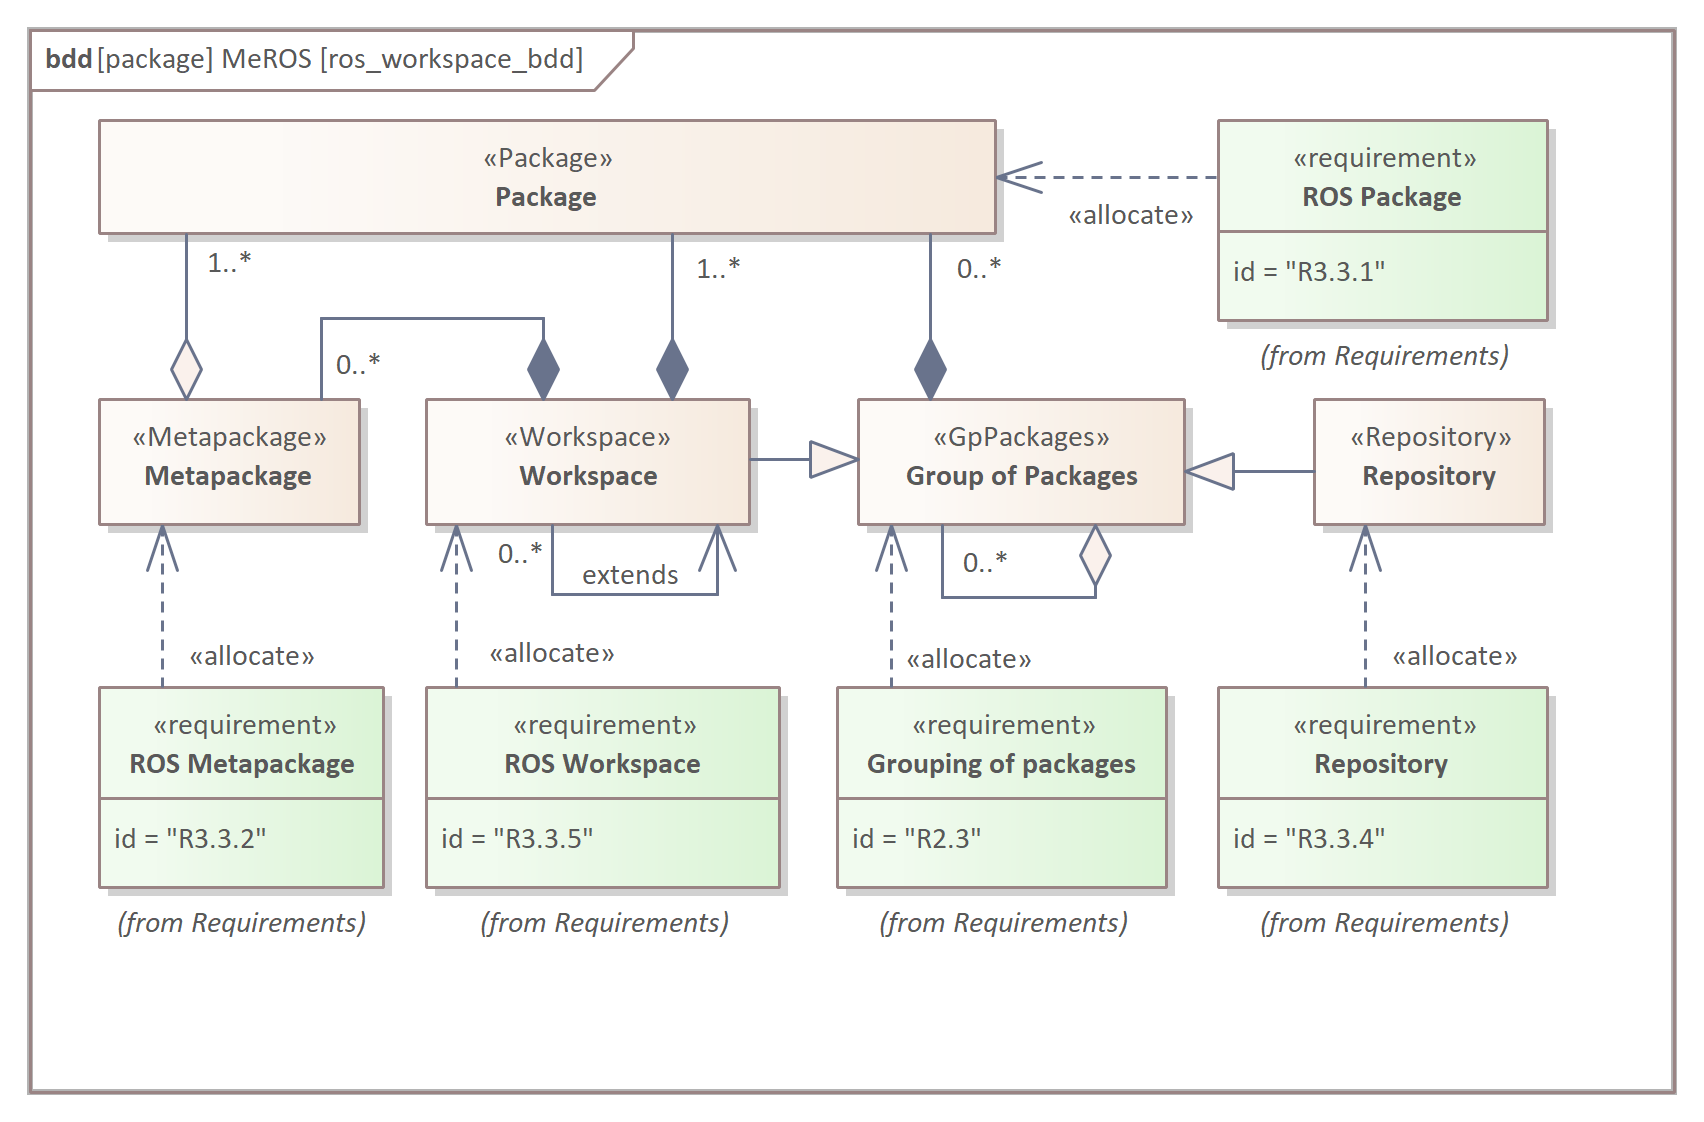 bdd [package] MeROS [ros_workspace_bdd]
«Package»
Package
«allocate»
«requirement»
ROS Package
id = "R3.3.1"
(from Requirements)
1..*
1..*
0..*
0..*
«Metapackage»
Metapackage
«Workspace»
Workspace
«GpPackages»
Group of Packages
«Repository»
Repository
0..*
extends
0..*
«allocate»
«allocate»
«allocate»
«allocate»
«requirement»
ROS Metapackage
id = "R3.3.2"
(from Requirements)
«requirement»
ROS Workspace
id = "R3.3.5"
(from Requirements)
«requirement»
Grouping of packages
id = "R2.3"
(from Requirements)
«requirement»
Repository
id = "R3.3.4"
(from Requirements)